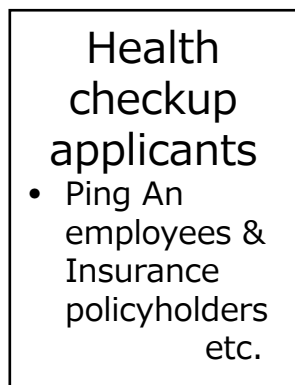 Health
checkup
applicants
• Ping An
employees &
Insurance
policyholders
etc.